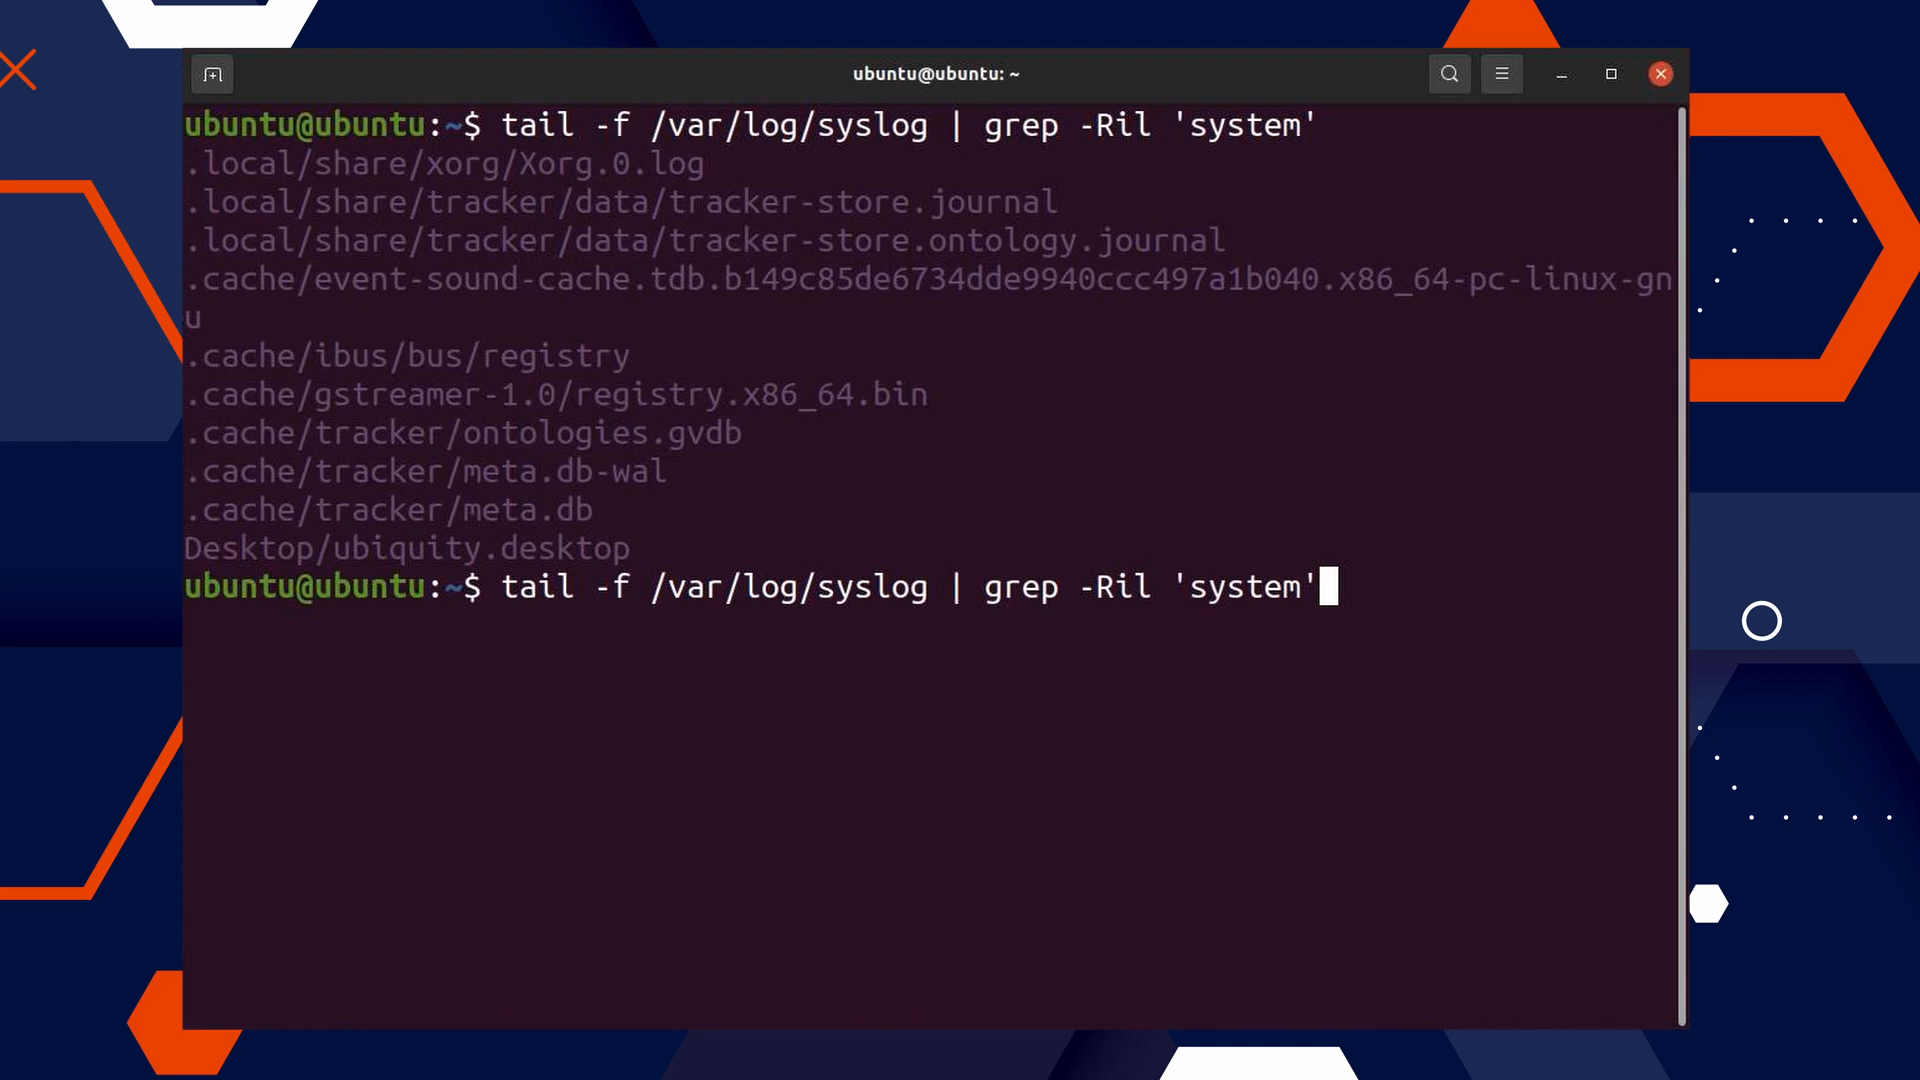 ubuntu@ubuntu: ~
ubuntu@ubuntu:~$ tail -f /var/log/syslog | grep -Ril 'system'
.local/share/xorg/Xorg.0.log
.local/share/tracker/data/tracker-store.journal
.local/share/tracker/data/tracker-store.ontology.journal
.cache/event-sound-cache.tdb.b149c85de6734dde9940ccc497a1b040.x86_64-pc-linux-gn
u
.cache/ibus/bus/registry
.cache/gstreamer-1.0/registry.x86_64.bin
.cache/tracker/ontologies.gvdb
.cache/tracker/meta.db-wal
.cache/tracker/meta.db
Desktop/ubiquity.desktop
ubuntu@ubuntu:~$ tail -f /var/log/syslog | grep -Ril 'system'